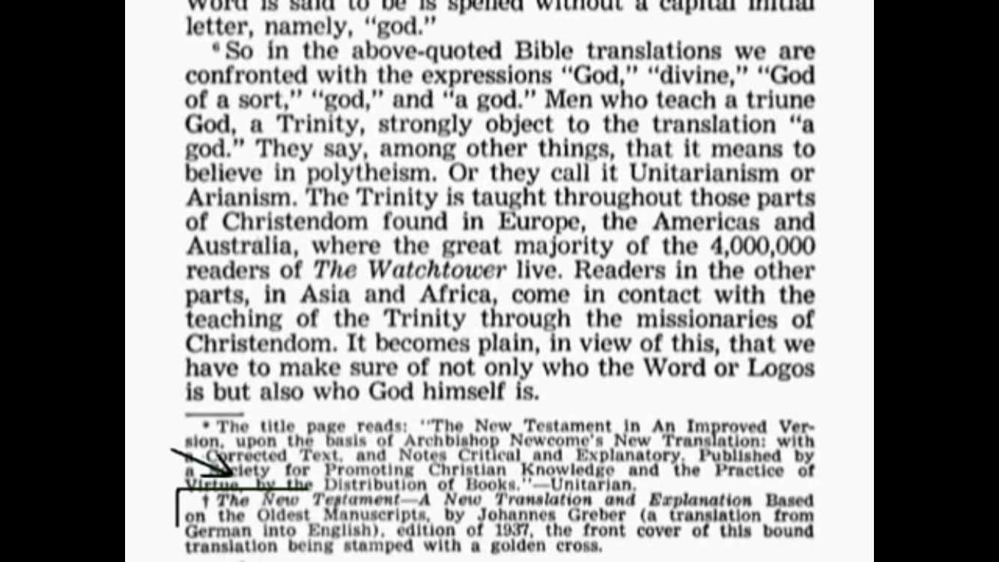 Word is said to be is spelled without a capital initial
letter, namely, “god.”
⁶ So in the above-quoted Bible translations we are
confronted with the expressions “God,” “divine,” “God
of a sort,” “god,” and “a god.” Men who teach a triune
God, a Trinity, strongly object to the translation “a
god.” They say, among other things, that it means to
believe in polytheism. Or they call it Unitarianism or
Arianism. The Trinity is taught throughout those parts
of Christendom found in Europe, the Americas and
Australia, where the great majority of the 4,000,000
readers of The Watchtower live. Readers in the other
parts, in Asia and Africa, come in contact with the
teaching of the Trinity through the missionaries of
Christendom. It becomes plain, in view of this, that we
have to make sure of not only who the Word or Logos
is but also who God himself is.
* The title page reads: “The New Testament in An Improved Ver-
sion, upon the basis of Archbishop Newcome’s New Translation: with
a Corrected Text, and Notes Critical and Explanatory, Published by
a Society for Promoting Christian Knowledge and the Practice of
Virtue, by the Distribution of Books.”—Unitarian.
† The New Testament—A New Translation and Explanation Based
on the Oldest Manuscripts, by Johannes Greber (a translation from
German into English), edition of 1937, the front cover of this bound
translation being stamped with a golden cross.